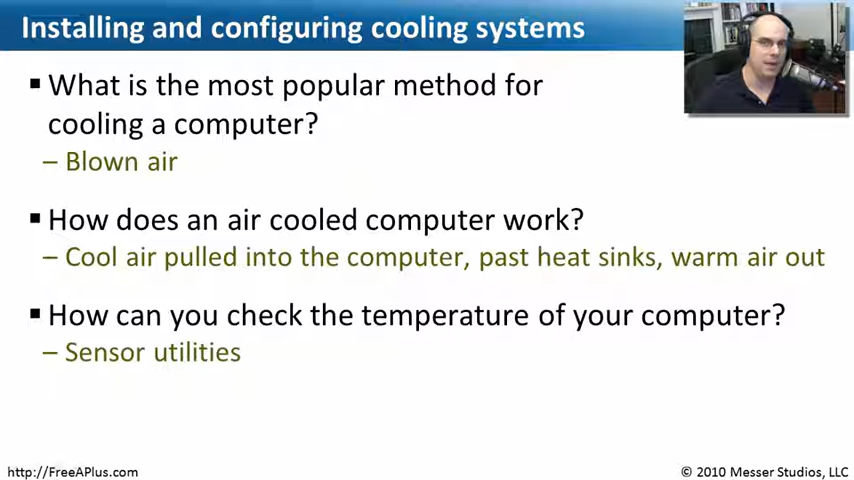 Installing and configuring cooling systems
▪ What is the most popular method for
cooling a computer?
– Blown air
▪ How does an air cooled computer work?
– Cool air pulled into the computer, past heat sinks, warm air out
▪ How can you check the temperature of your computer?
– Sensor utilities
http://FreeAPlus.com
© 2010 Messer Studios, LLC